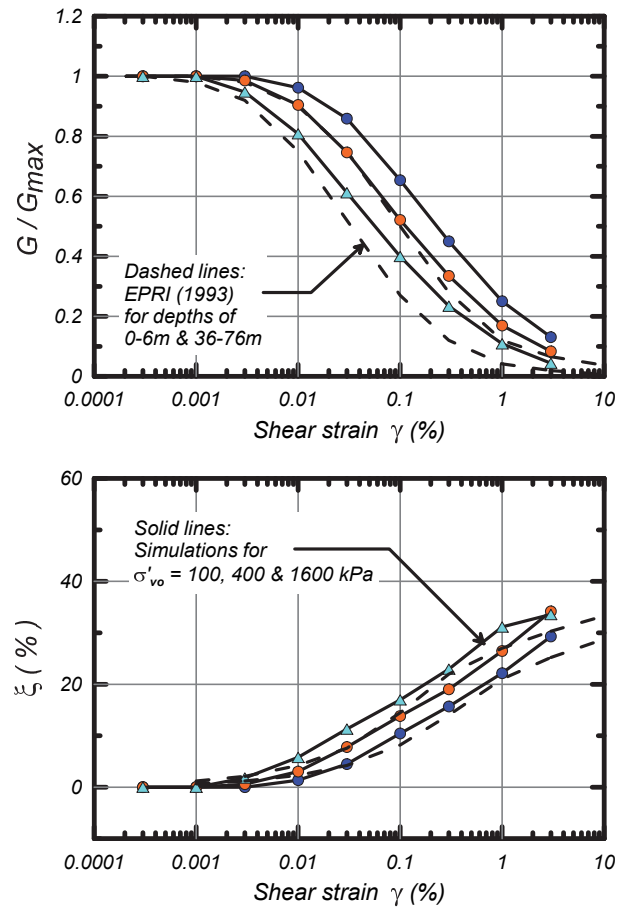 1.2
1
0.8
0.6
0.4
0.2
0
G / Gmax
Dashed lines:
EPRI (1993)
for depths of
0-6m & 36-76m
0.0001
0.001
0.01
0.1
1
10
Shear strain γ (%)
60
40
20
0
ξ ( % )
Solid lines:
Simulations for
σ'vo = 100, 400 & 1600 kPa
0.0001
0.001
0.01
0.1
1
10
Shear strain γ (%)